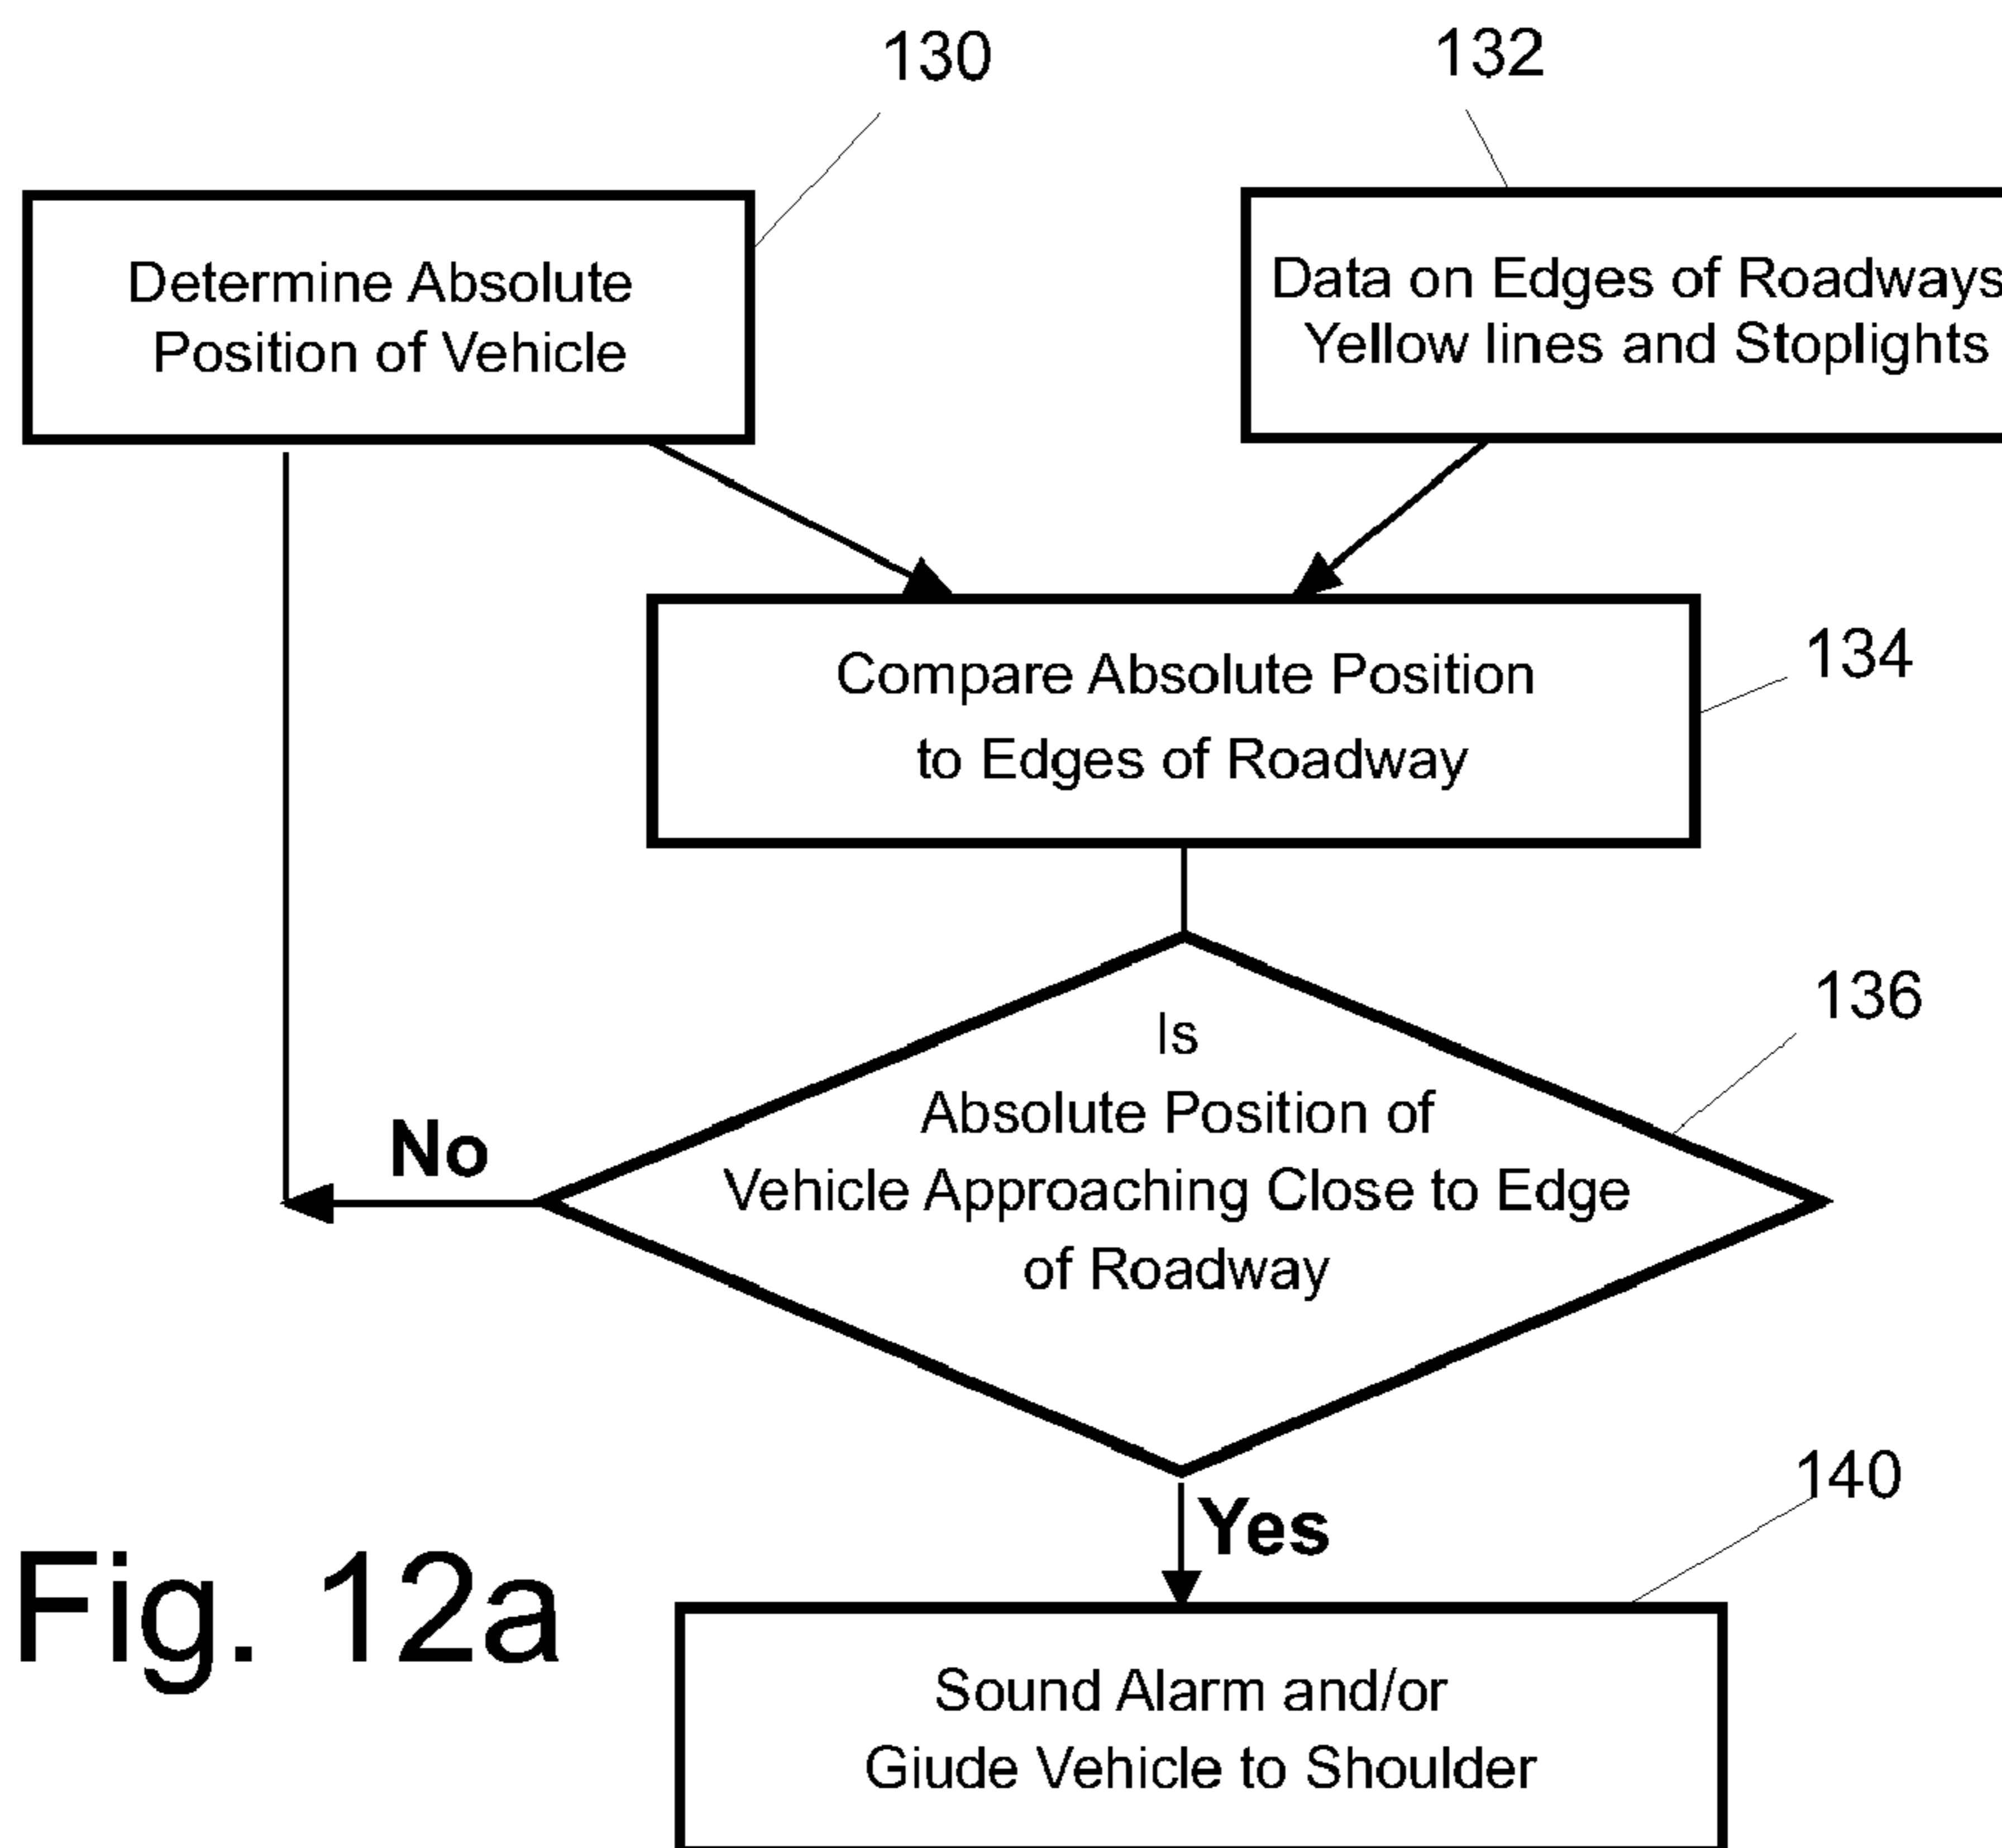 130
132
Determine Absolute
Position of Vehicle
Data on Edges of Roadways
Yellow lines and Stoplights
Compare Absolute Position
to Edges of Roadway
134
Is
Absolute Position of
Vehicle Approaching Close to Edge
of Roadway
136
No
Yes
140
Sound Alarm and/or
Giude Vehicle to Shoulder
Fig. 12a